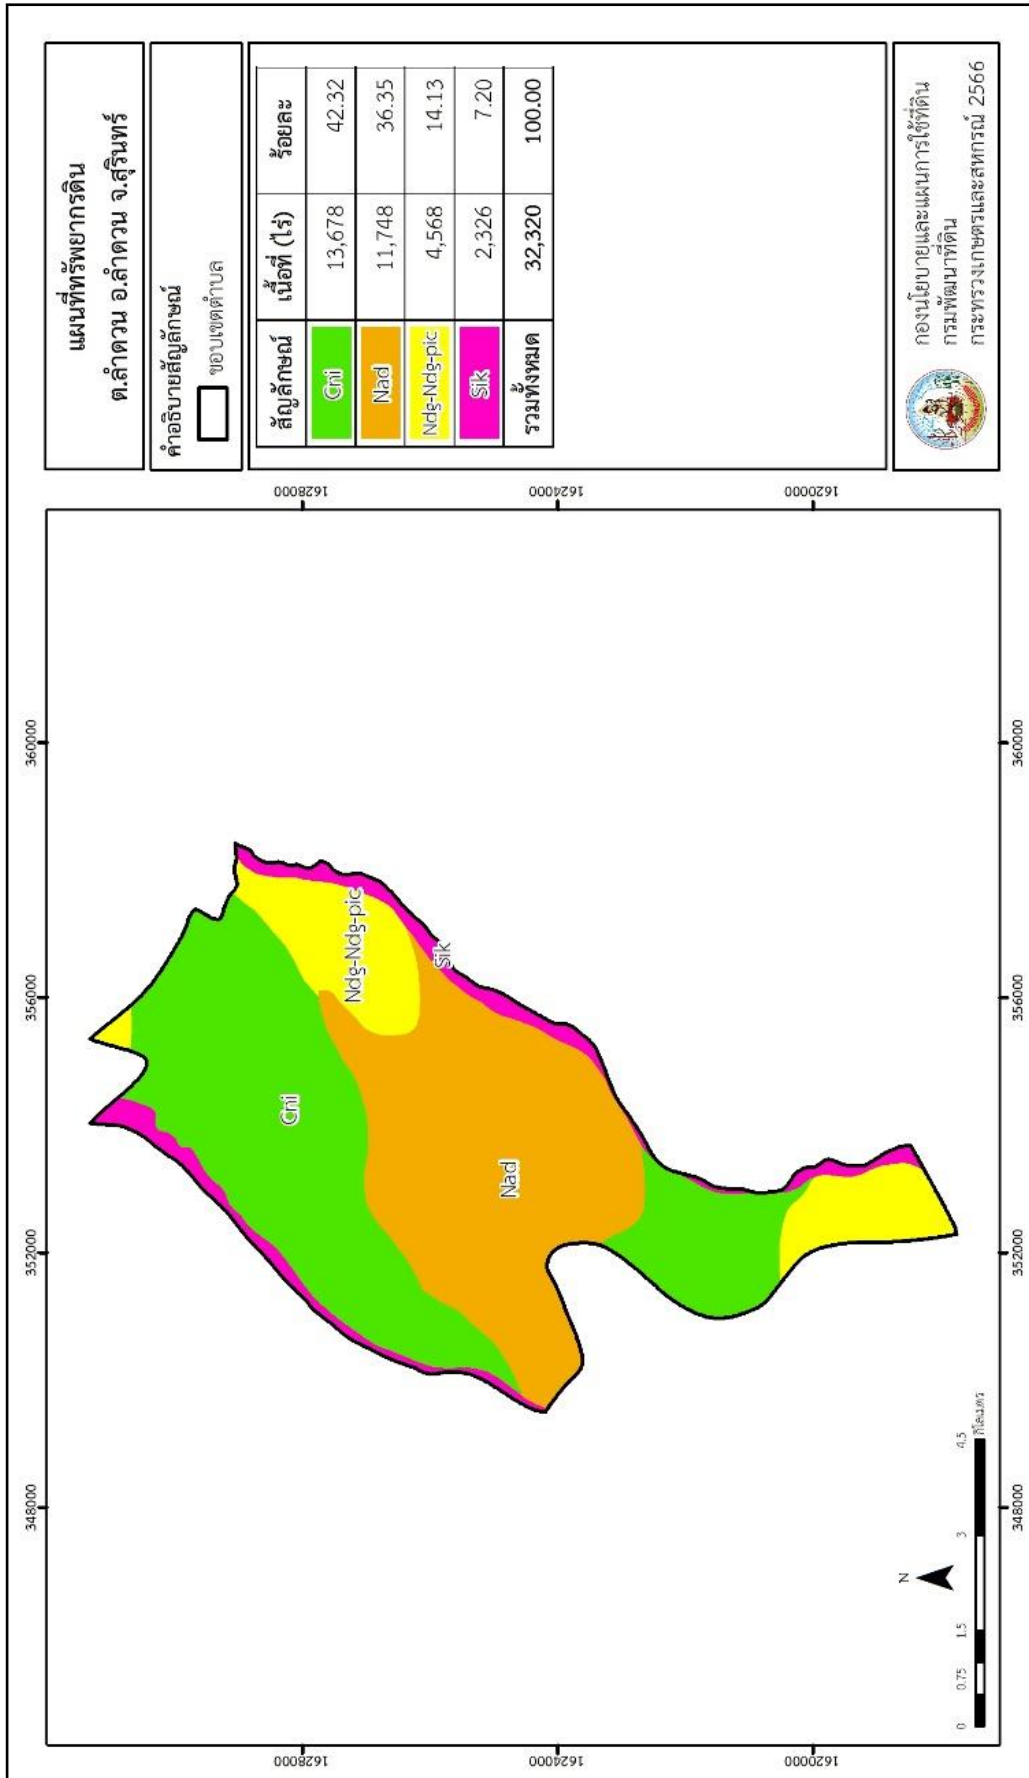 แผนที่ทรัพยากรดิน
ต.ลำดวน อ.ลำดวน จ.สุรินทร์
คำอธิบายสัญลักษณ์
ขอบเขตตำบล
สัญลักษณ์ เนื้อที่ (ไร่) ร้อยละ
Cni 13,678 42.32
Nad 11,748 36.35
Ndg-Ndg-pic 4,568 14.13
Sik 2,326 7.20
รวมทั้งหมด 32,320 100.00
กองนโยบายและแผนการใช้ที่ดิน
กรมพัฒนาที่ดิน
กระทรวงเกษตรและสหกรณ์ 2566
348000 352000 356000 360000
1628000 1628000
1624000 1624000
1620000 1620000
Cni
Ndg-Ndg-pic
Sik
Nad
N
0 0.75 1.5 3 4.5
กิโลเมตร
348000 352000 356000 360000